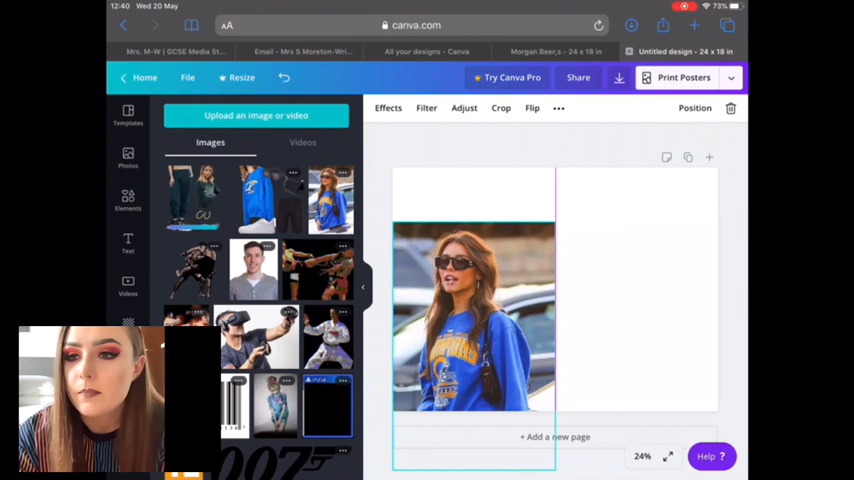 12:40 Wed 20 May
73%
AA
canva.com
Mrs. M-W | GCSE Media St...
Email - Mrs S Moreton-Wri...
All your designs - Canva
Morgan Beer,s - 24 x 18 in
Untitled design - 24 x 18 in
Home
File
Resize
Try Canva Pro
Share
Print Posters
Templates
Photos
Elements
Text
Videos
Upload an image or video
Images
Videos
Effects
Filter
Adjust
Crop
Flip
Position
+ Add a new page
24%
Help ?
007